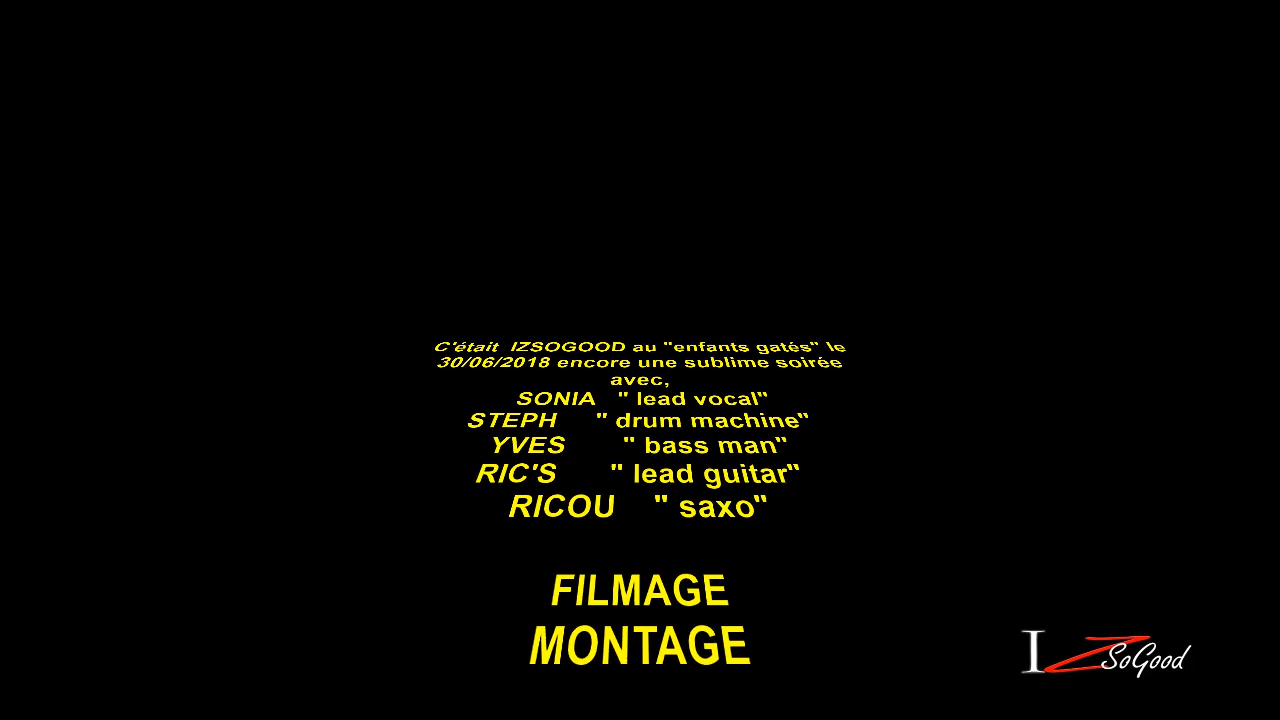 C'était IZSOGOOD au "enfants gatés" le
30/06/2018 encore une sublime soirée
avec,
SONIA " lead vocal"
STEPH " drum machine"
YVES " bass man"
RIC'S " lead guitar"
RICOU " saxo"
FILMAGE
MONTAGE
IZ SoGood